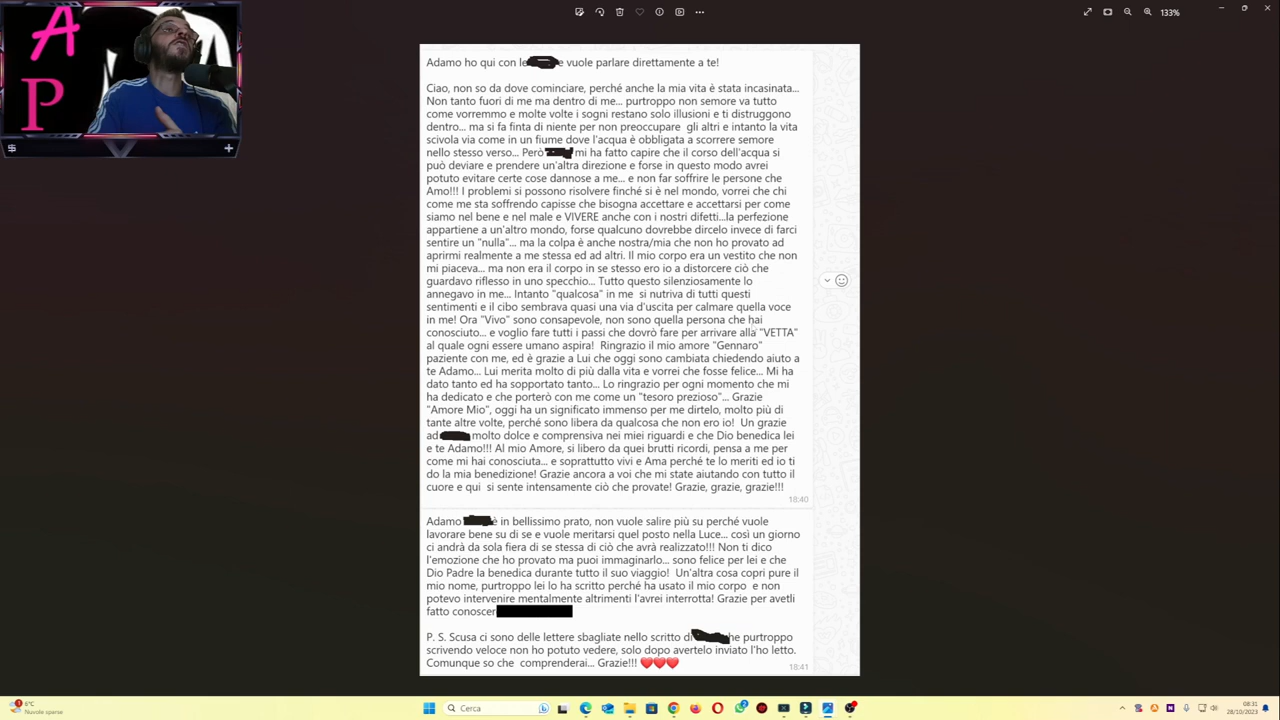 A
P
133%
Adamo ho qui con le e vuole parlare direttamente a te!
Ciao, non so da dove cominciare, perché anche la mia vita è stata incasinata...
Non tanto fuori di me ma dentro di me... purtroppo non semore va tutto
come vorremmo e molte volte i sogni restano solo illusioni e ti distruggono
dentro... ma si fa finta di niente per non preoccupare gli altri e intanto la vita
scivola via come in un fiume dove l'acqua è obbligata a scorrere semore
nello stesso verso... Però mi ha fatto capire che il corso dell'acqua si
può deviare e prendere un'altra direzione e forse in questo modo avrei
potuto evitare certe cose dannose a me... e non far soffrire le persone che
Amo!!! I problemi si possono risolvere finché si è nel mondo, vorrei che chi
come me sta soffrendo capisse che bisogna accettare e accettarsi per come
siamo nel bene e nel male e VIVERE anche con i nostri difetti...la perfezione
appartiene a un'altro mondo, forse qualcuno dovrebbe dircelo invece di farci
sentire un "nulla"... ma la colpa è anche nostra/mia che non ho provato ad
aprirmi realmente a me stessa ed ad altri. Il mio corpo era un vestito che non
mi piaceva... ma non era il corpo in se stesso ero io a distorcere ciò che
guardavo riflesso in uno specchio... Tutto questo silenziosamente lo
annegavo in me... Intanto "qualcosa" in me si nutriva di tutti questi
sentimenti e il cibo sembrava quasi una via d'uscita per calmare quella voce
in me! Ora "Vivo" sono consapevole, non sono quella persona che hai
conosciuto... e voglio fare tutti i passi che dovrò fare per arrivare alla "VETTA"
al quale ogni essere umano aspira! Ringrazio il mio amore "Gennaro"
paziente con me, ed è grazie a Lui che oggi sono cambiata chiedendo aiuto a
te Adamo... Lui merita molto di più dalla vita e vorrei che fosse felice... Mi ha
dato tanto ed ha sopportato tanto... Lo ringrazio per ogni momento che mi
ha dedicato e che porterò con me come un "tesoro prezioso"... Grazie
"Amore Mio", oggi ha un significato immenso per me dirtelo, molto più di
tante altre volte, perché sono libera da qualcosa che non ero io! Un grazie
ad molto dolce e comprensiva nei miei riguardi e che Dio benedica lei
e te Adamo!!! Al mio Amore, si libero da quei brutti ricordi, pensa a me per
come mi hai conosciuta... e soprattutto vivi e Ama perché te lo meriti ed io ti
do la mia benedizione! Grazie ancora a voi che mi state aiutando con tutto il
cuore e qui si sente intensamente ciò che provate! Grazie, grazie, grazie!!!
18:40
Adamo è in bellissimo prato, non vuole salire più su perché vuole
lavorare bene su di se e vuole meritarsi quel posto nella Luce... così un giorno
ci andrà da sola fiera di se stessa di ciò che avrà realizzato!!! Non ti dico
l'emozione che ho provato ma puoi immaginarlo... sono felice per lei e che
Dio Padre la benedica durante tutto il suo viaggio! Un'altra cosa copri pure il
mio nome, purtroppo lei lo ha scritto perché ha usato il mio corpo e non
potevo intervenire mentalmente altrimenti l'avrei interrotta! Grazie per avetli
fatto conoscer
P. S. Scusa ci sono delle lettere sbagliate nello scritto di he purtroppo
scrivendo veloce non ho potuto vedere, solo dopo avertelo inviato l'ho letto.
Comunque so che comprenderai... Grazie!!! ❤️❤️❤️
18:41
6°C
Nuvole sparse
Cerca
08:31
28/10/2023